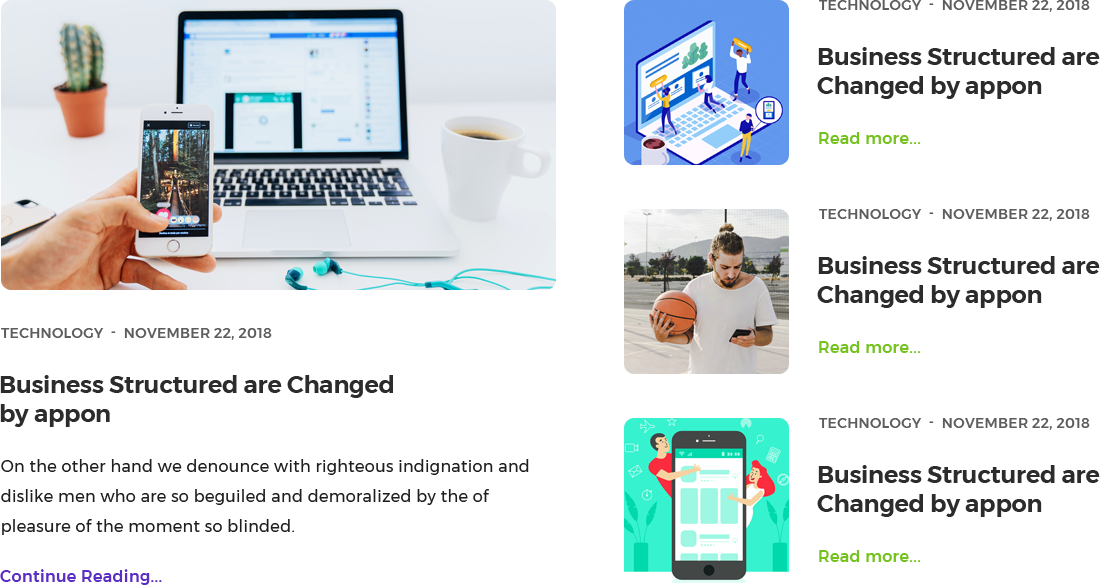 TECHNOLOGY - NOVEMBER 22, 2018
Business Structured are Changed
by appon
On the other hand we denounce with righteous indignation and
dislike men who are so beguiled and demoralized by the of
pleasure of the moment so blinded.
Continue Reading...
TECHNOLOGY - NOVEMBER 22, 2018
Business Structured are
Changed by appon
Read more...
TECHNOLOGY - NOVEMBER 22, 2018
Business Structured are
Changed by appon
Read more...
TECHNOLOGY - NOVEMBER 22, 2018
Business Structured are
Changed by appon
Read more...